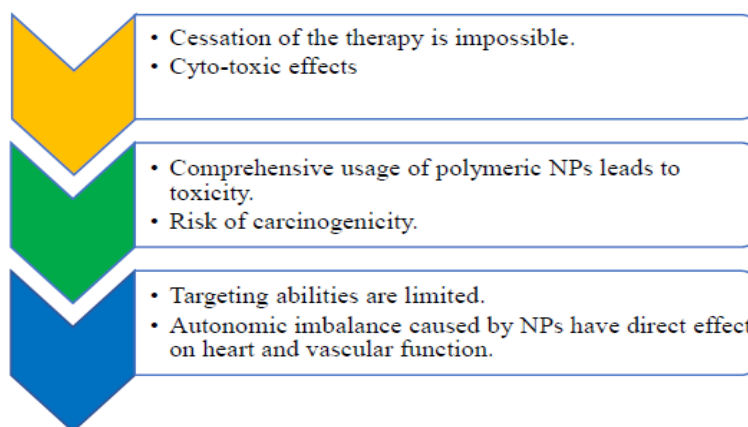 • Cessation of the therapy is impossible.
• Cyto-toxic effects
• Comprehensive usage of polymeric NPs leads to
toxicity.
• Risk of carcinogenicity.
• Targeting abilities are limited.
• Autonomic imbalance caused by NPs have direct effect
on heart and vascular function.